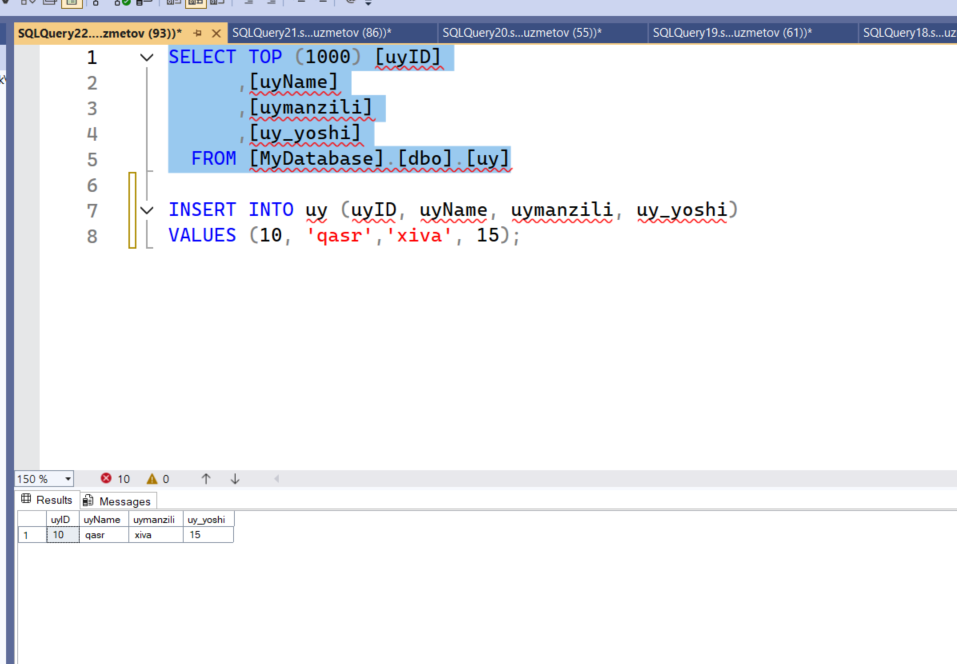 SQLQuery22....zmetov (93))* SQLQuery21.s...uzmetov (86))* SQLQuery20.s...uzmetov (55))* SQLQuery19.s...uzmetov (61))* SQLQuery18.s...uz
1 SELECT TOP (1000) [uyID]
2 ,[uyName]
3 ,[uymanzili]
4 ,[uy_yoshi]
5 FROM [MyDatabase].[dbo].[uy]
6
7 INSERT INTO uy (uyID, uyName, uymanzili, uy_yoshi)
8 VALUES (10, 'qasr','xiva', 15);
150 % 10 0
Results Messages
uyID uyName uymanzili uy_yoshi
1 10 qasr xiva 15